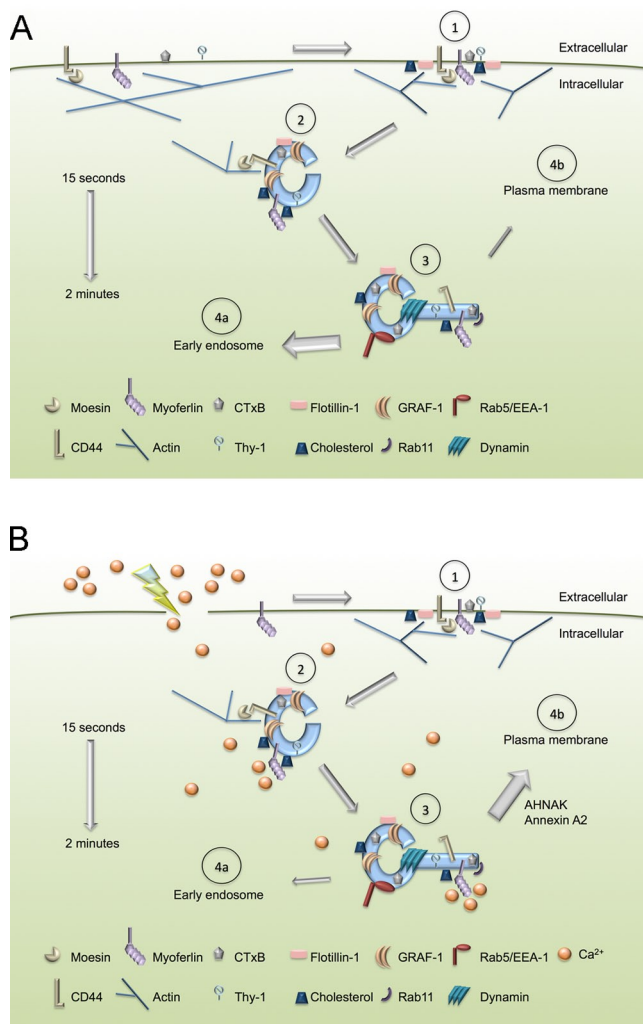 A
1
Extracellular
Intracellular
2
4b
Plasma membrane
15 seconds
3
2 minutes
4a
Early endosome
Moesin Myoferlin CTxB Flotillin-1 GRAF-1 Rab5/EEA-1
CD44 Actin Thy-1 Cholesterol Rab11 Dynamin
B
1
Extracellular
Intracellular
2
4b
Plasma membrane
15 seconds
3
AHNAK
Annexin A2
2 minutes
4a
Early endosome
Moesin Myoferlin CTxB Flotillin-1 GRAF-1 Rab5/EEA-1 Ca²⁺
CD44 Actin Thy-1 Cholesterol Rab11 Dynamin